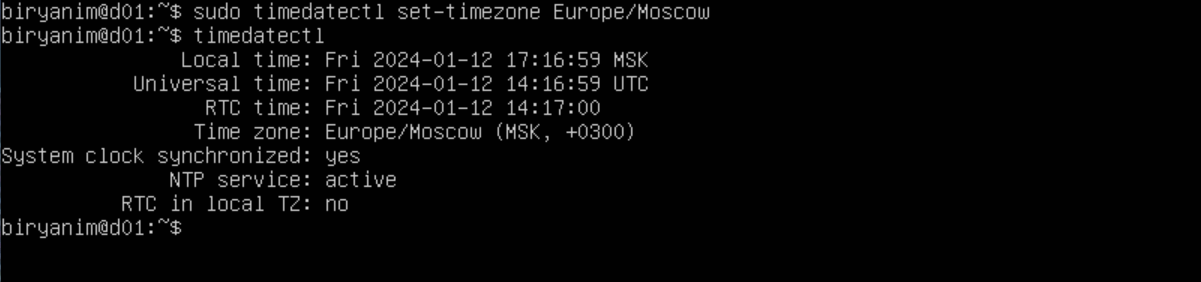 biryanim@d01:~$ sudo timedatectl set-timezone Europe/Moscow
biryanim@d01:~$ timedatectl
Local time: Fri 2024-01-12 17:16:59 MSK
Universal time: Fri 2024-01-12 14:16:59 UTC
RTC time: Fri 2024-01-12 14:17:00
Time zone: Europe/Moscow (MSK, +0300)
System clock synchronized: yes
NTP service: active
RTC in local TZ: no
biryanim@d01:~$